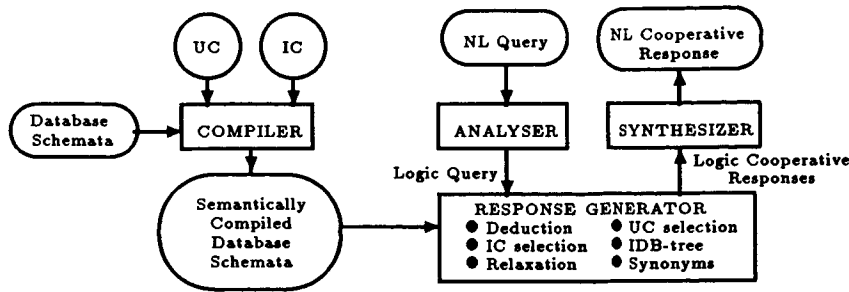 UC
IC
NL Query
NL Cooperative
Response
Database
Schemata
COMPILER
ANALYSER
SYNTHESIZER
Logic Query
Logic Cooperative
Responses
Semantically
Compiled
Database
Schemata
RESPONSE GENERATOR
● Deduction ● UC selection
● IC selection ● IDB-tree
● Relaxation ● Synonyms